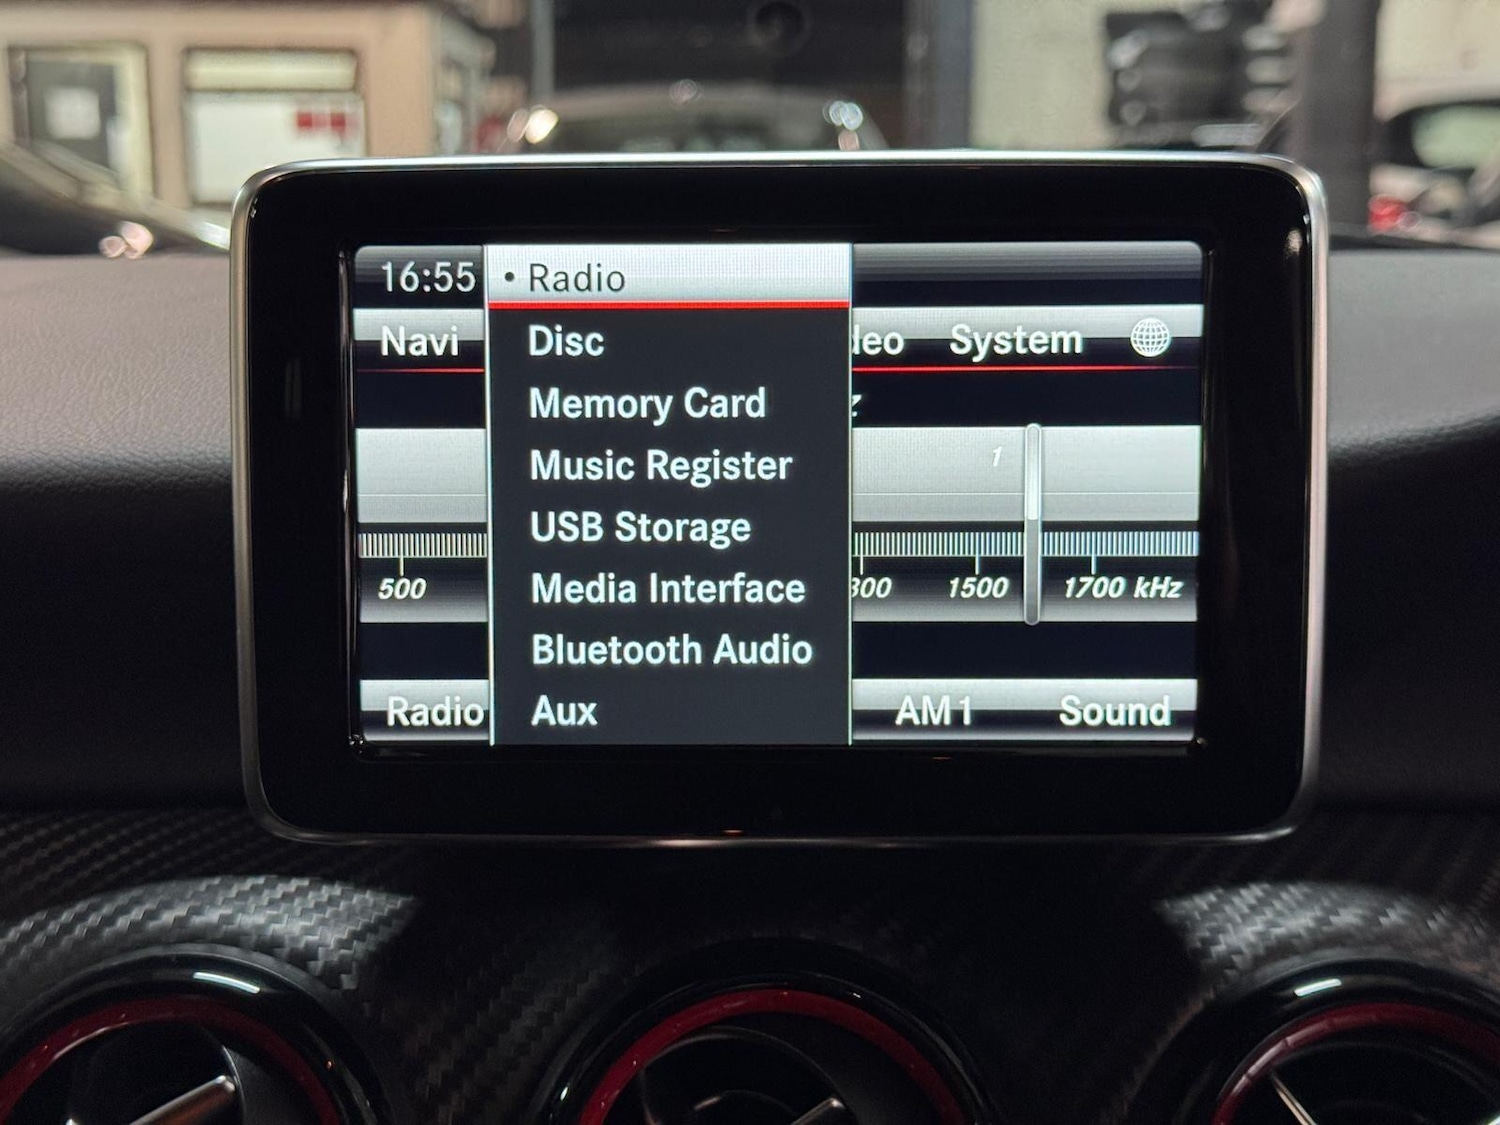 16:55
• Radio
Navi
Disc
System
Memory Card
Music Register
1
USB Storage
500
Media Interface
1500
1700 kHz
Bluetooth Audio
Radio
Aux
AM1
Sound